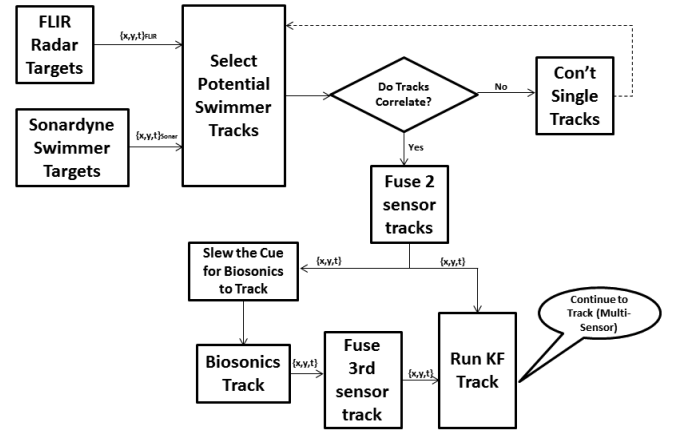 FLIR
Radar
Targets
{x,y,t}FLIR
Select
Potential
Swimmer
Tracks
Sonardyne
Swimmer
Targets
{x,y,t}Sonar
Do Tracks
Correlate?
No
Con't
Single
Tracks
Yes
Fuse 2
sensor
tracks
{x,y,t}
{x,y,t}
Slew the Cue
for Biosonics
to Track
Biosonics
Track
{x,y,t}
Fuse
3rd
sensor
track
{x,y,t}
Run KF
Track
Continue to
Track (Multi-
Sensor)